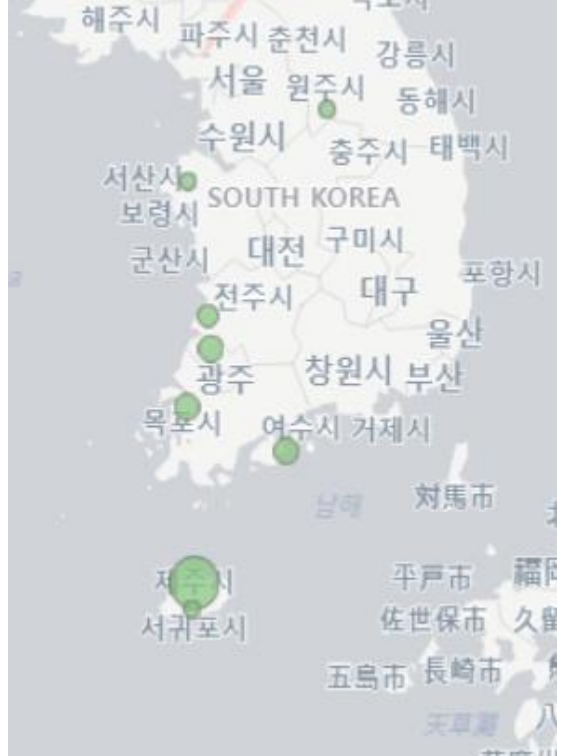 해주시
파주시 춘천시
강릉시
서울 원주시
동해시
수원시
충주시 태백시
서산시
SOUTH KOREA
보령시
대전 구미시
군산시
포항시
전주시
대구
울산
광주
창원시 부산
목포시
여수시 거제시
남해
対馬市
제주시
平戸市
서귀포시
佐世保市
五島市 長崎市
天草灘